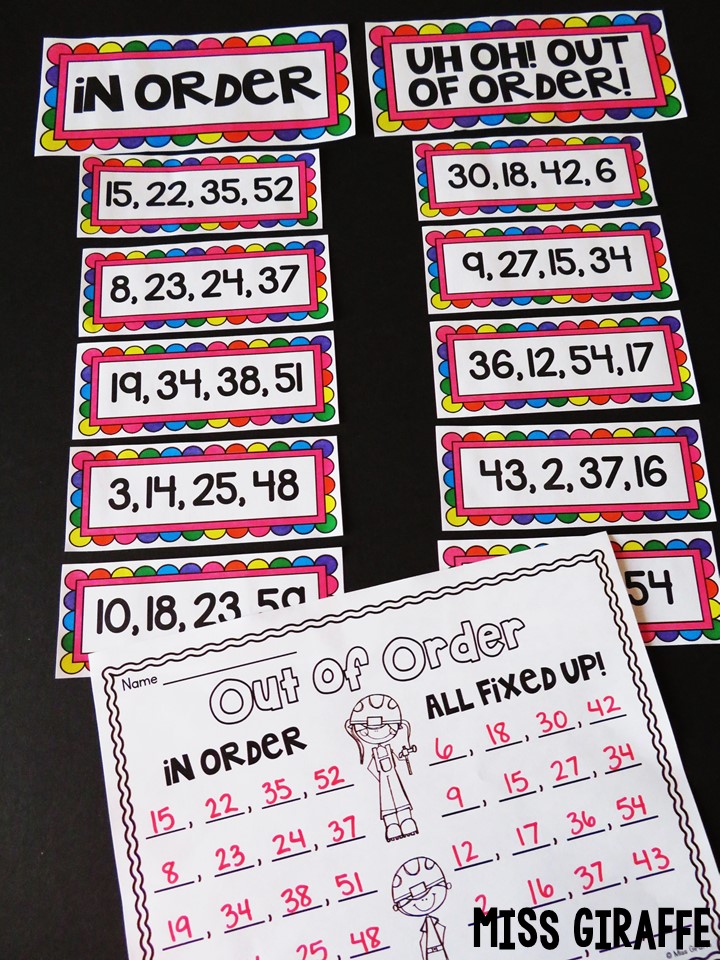 IN ORDER
UH OH! OUT
OF ORDER!
15, 22, 35, 52
8, 23, 24, 37
19, 34, 38, 51
3, 14, 25, 48
10, 18, 23, 59
30, 18, 42, 6
9, 27, 15, 34
36, 12, 54, 17
43, 2, 37, 16
54
Name
Out of Order
IN ORDER
15, 22, 35, 52
8, 23, 24, 37
19, 34, 38, 51
25, 48
ALL FIXED UP!
6, 18, 30, 42
9, 15, 27, 34
12, 17, 36, 54
2, 16, 37, 43
MISS GIRAFFE